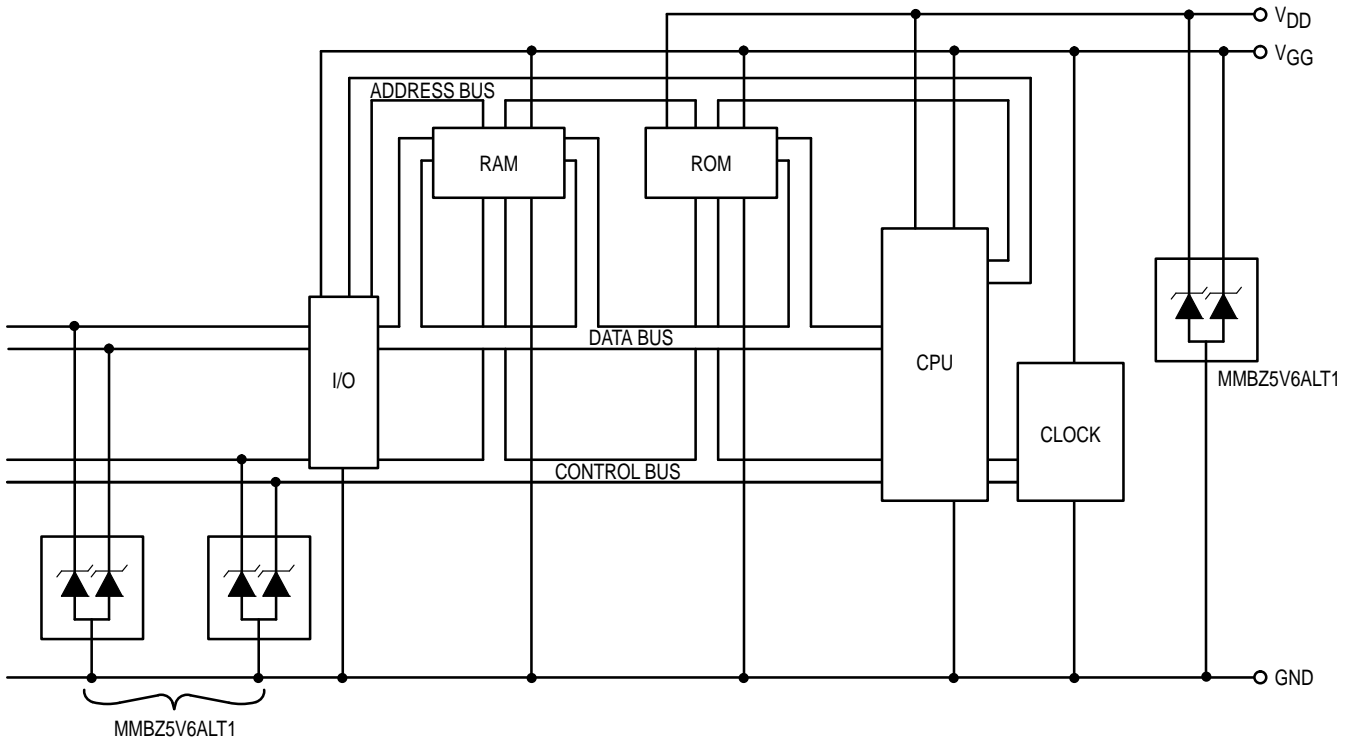 VDD
VGG
ADDRESS BUS
RAM
ROM
DATA BUS
I/O
CPU
MMBZ5V6ALT1
CLOCK
CONTROL BUS
GND
MMBZ5V6ALT1